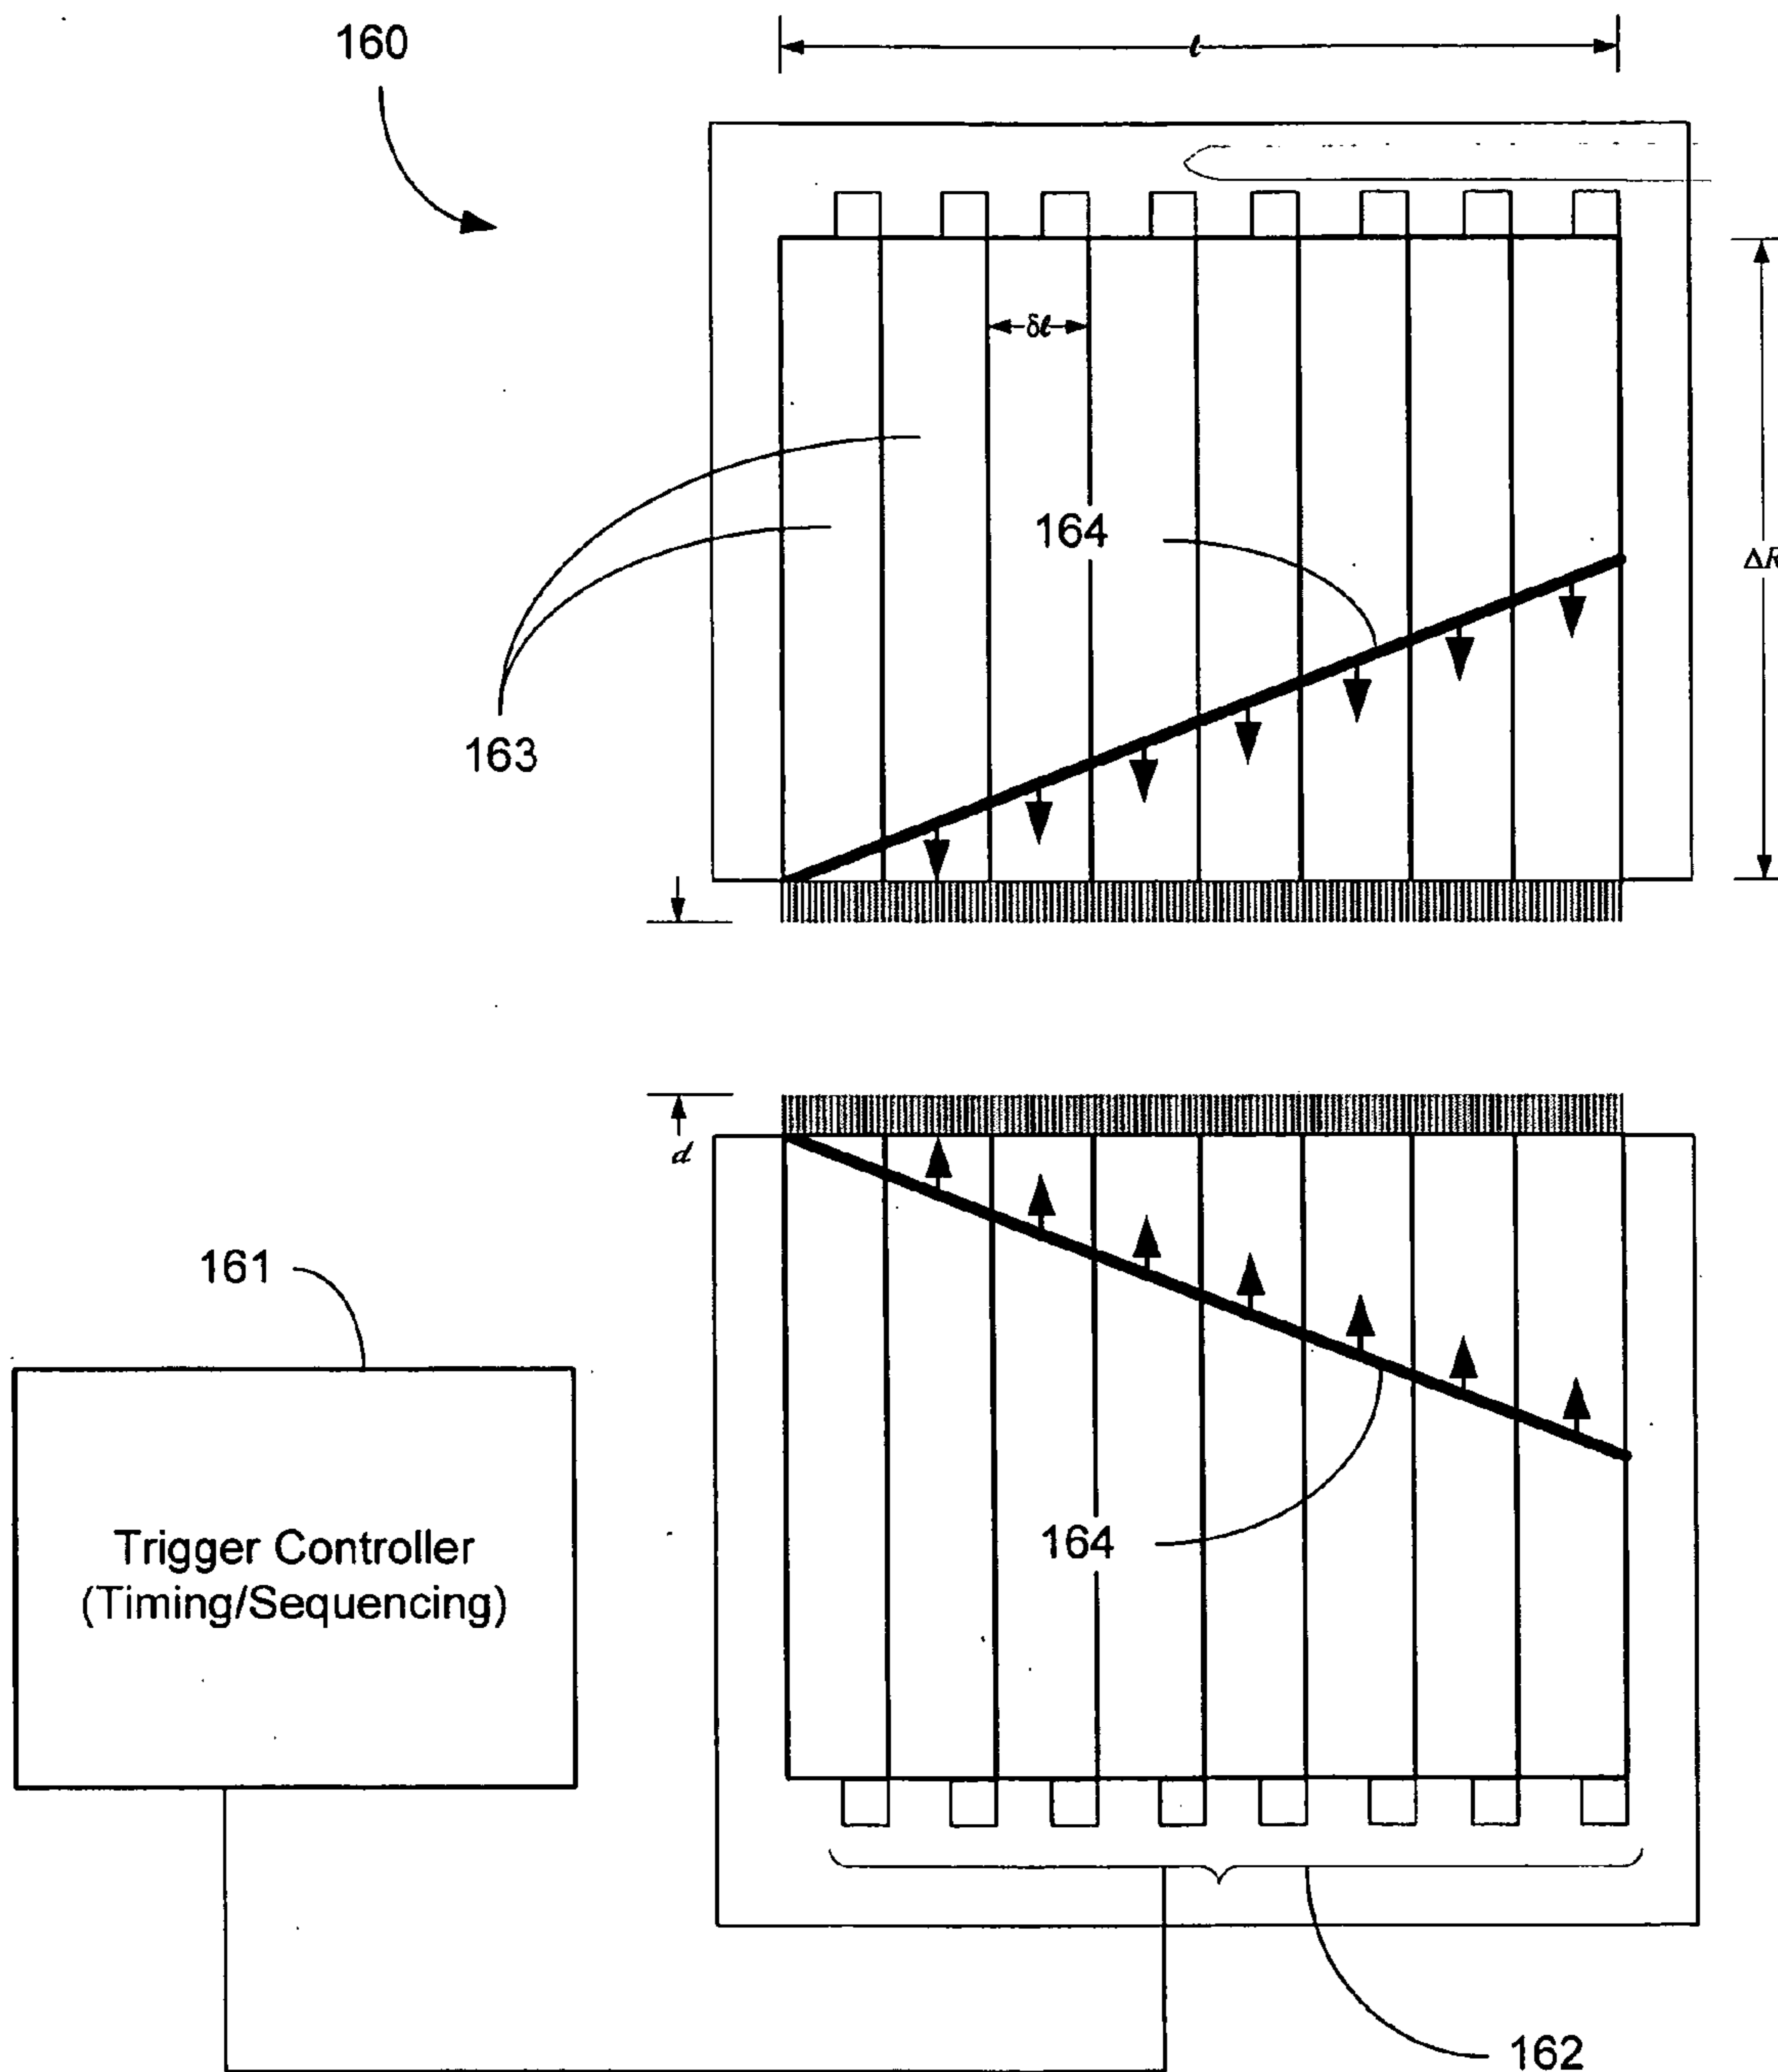 160
ℓ
δℓ
164
ΔR
163
d
161
Trigger Controller
(Timing/Sequencing)
164
162